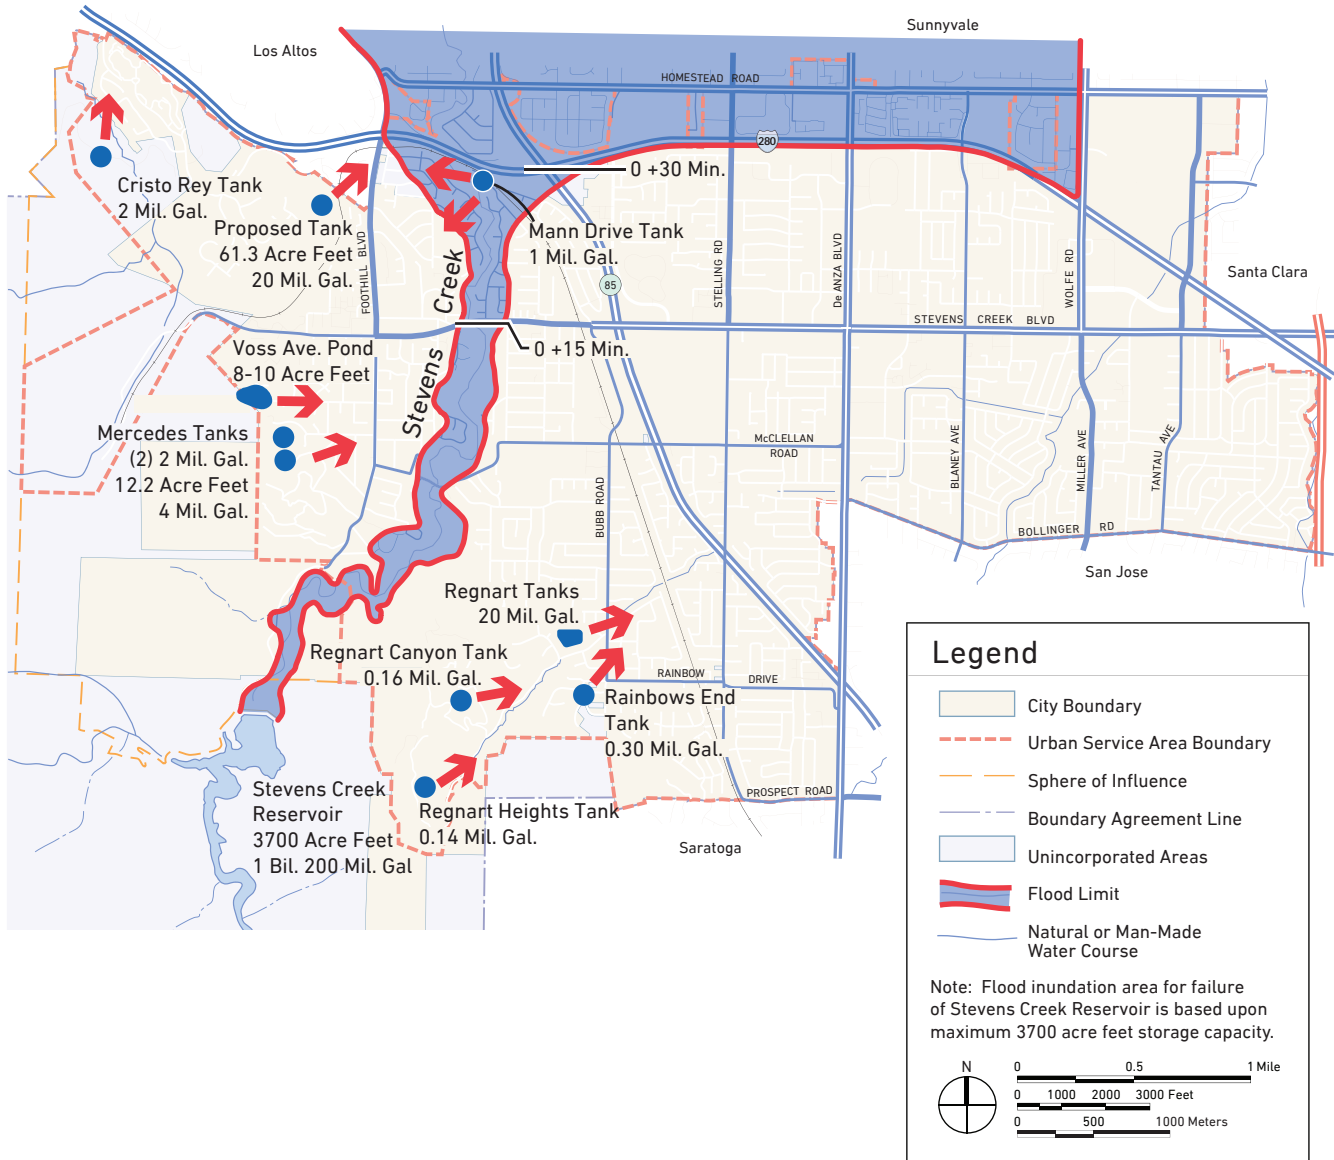 Sunnyvale
Los Altos
HOMESTEAD ROAD
280
0 +30 Min.
Cristo Rey Tank
2 Mil. Gal.
Proposed Tank
61.3 Acre Feet
20 Mil. Gal.
Mann Drive Tank
1 Mil. Gal.
FOOTHILL BLVD
Stevens Creek
85
STELLING RD
De ANZA BLVD
WOLFE RD
Santa Clara
STEVENS CREEK BLVD
0 +15 Min.
Voss Ave. Pond
8-10 Acre Feet
Mercedes Tanks
(2) 2 Mil. Gal.
12.2 Acre Feet
4 Mil. Gal.
McCLELLAN
ROAD
BUBB ROAD
BLANEY AVE
MILLER AVE
TANTAU AVE
BOLLINGER RD
San Jose
Regnart Tanks
20 Mil. Gal.
Regnart Canyon Tank
0.16 Mil. Gal.
RAINBOW DRIVE
Rainbows End
Tank
0.30 Mil. Gal.
Stevens Creek
Reservoir
3700 Acre Feet
1 Bil. 200 Mil. Gal
Regnart Heights Tank
0.14 Mil. Gal.
PROSPECT ROAD
Saratoga
Legend
City Boundary
Urban Service Area Boundary
Sphere of Influence
Boundary Agreement Line
Unincorporated Areas
Flood Limit
Natural or Man-Made
Water Course
Note: Flood inundation area for failure
of Stevens Creek Reservoir is based upon
maximum 3700 acre feet storage capacity.
N
0 0.5 1 Mile
0 1000 2000 3000 Feet
0 500 1000 Meters